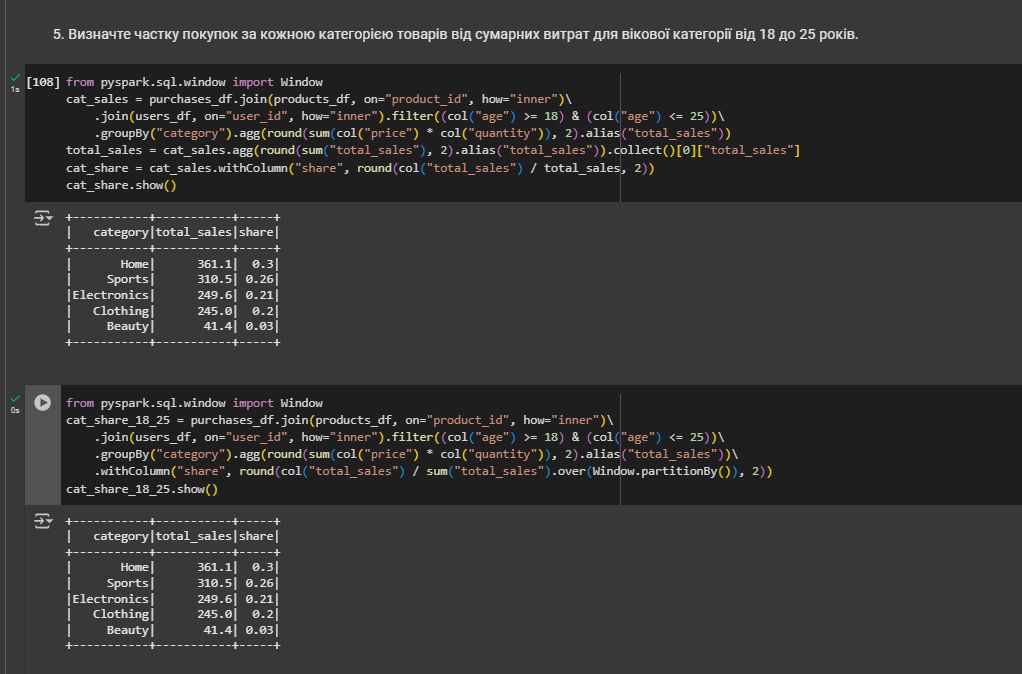 5. Визначте частку покупок за кожною категорією товарів від сумарних витрат для вікової категорії від 18 до 25 років.
[108] from pyspark.sql.window import Window
1s
cat_sales = purchases_df.join(products_df, on="product_id", how="inner")\
.join(users_df, on="user_id", how="inner").filter((col("age") >= 18) & (col("age") <= 25))\
.groupBy("category").agg(round(sum(col("price") * col("quantity")), 2).alias("total_sales"))
total_sales = cat_sales.agg(round(sum("total_sales"), 2).alias("total_sales")).collect()[0]["total_sales"]
cat_share = cat_sales.withColumn("share", round(col("total_sales") / total_sales, 2))
cat_share.show()
+-----------+-----------+-----+
|   category|total_sales|share|
+-----------+-----------+-----+
|       Home|      361.1|  0.3|
|     Sports|      310.5| 0.26|
|Electronics|      249.6| 0.21|
|   Clothing|      245.0|  0.2|
|     Beauty|       41.4| 0.03|
+-----------+-----------+-----+
from pyspark.sql.window import Window
0s
cat_share_18_25 = purchases_df.join(products_df, on="product_id", how="inner")\
.join(users_df, on="user_id", how="inner").filter((col("age") >= 18) & (col("age") <= 25))\
.groupBy("category").agg(round(sum(col("price") * col("quantity")), 2).alias("total_sales"))\
.withColumn("share", round(col("total_sales") / sum("total_sales").over(Window.partitionBy()), 2))
cat_share_18_25.show()
+-----------+-----------+-----+
|   category|total_sales|share|
+-----------+-----------+-----+
|       Home|      361.1|  0.3|
|     Sports|      310.5| 0.26|
|Electronics|      249.6| 0.21|
|   Clothing|      245.0|  0.2|
|     Beauty|       41.4| 0.03|
+-----------+-----------+-----+